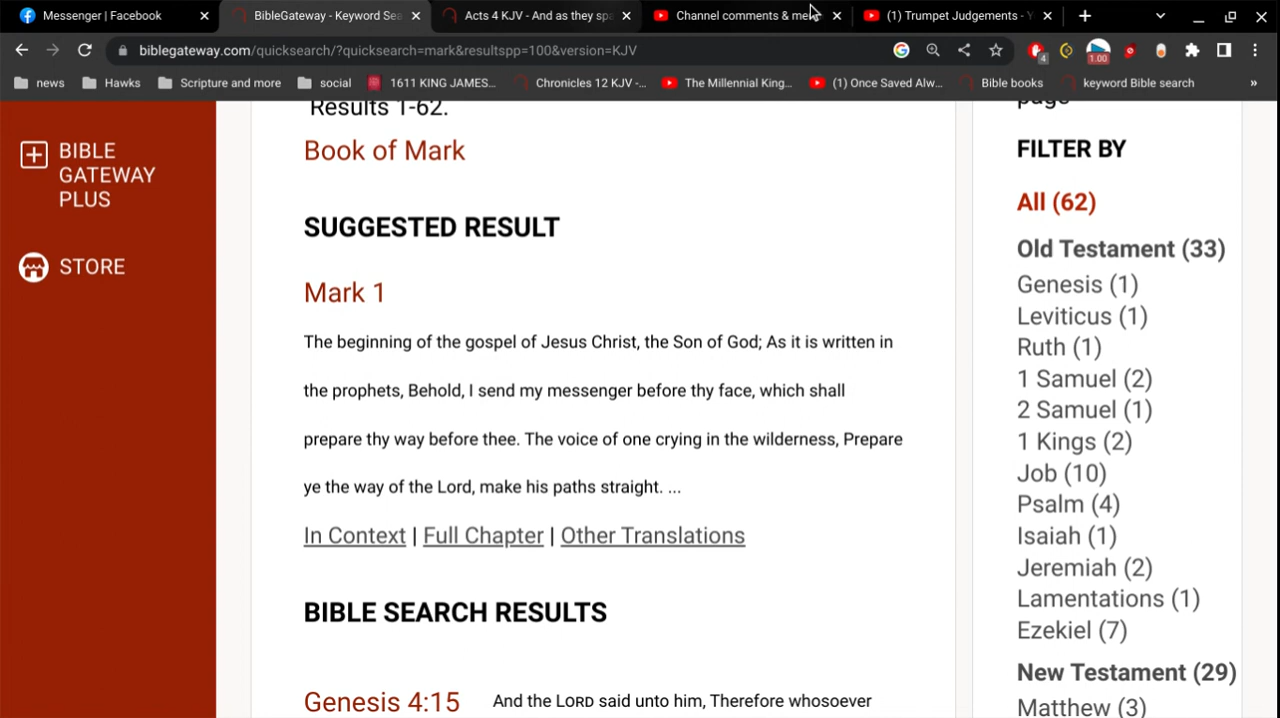 Messenger | Facebook
BibleGateway - Keyword Sea
Acts 4 KJV - And as they spa
Channel comments & me
(1) Trumpet Judgements - Y
biblegateway.com/quicksearch/?quicksearch=mark&resultspp=100&version=KJV
4
1.00
news
Hawks
Scripture and more
social
1611 KING JAMES...
Chronicles 12 KJV -...
The Millennial King...
(1) Once Saved Alw...
Bible books
keyword Bible search
»
BIBLE
GATEWAY
PLUS
STORE
Results 1-62.
Book of Mark
SUGGESTED RESULT
Mark 1
The beginning of the gospel of Jesus Christ, the Son of God; As it is written in
the prophets, Behold, I send my messenger before thy face, which shall
prepare thy way before thee. The voice of one crying in the wilderness, Prepare
ye the way of the Lord, make his paths straight. ...
In Context | Full Chapter | Other Translations
BIBLE SEARCH RESULTS
Genesis 4:15
And the LORD said unto him, Therefore whosoever
page
FILTER BY
All (62)
Old Testament (33)
Genesis (1)
Leviticus (1)
Ruth (1)
1 Samuel (2)
2 Samuel (1)
1 Kings (2)
Job (10)
Psalm (4)
Isaiah (1)
Jeremiah (2)
Lamentations (1)
Ezekiel (7)
New Testament (29)
Matthew (3)